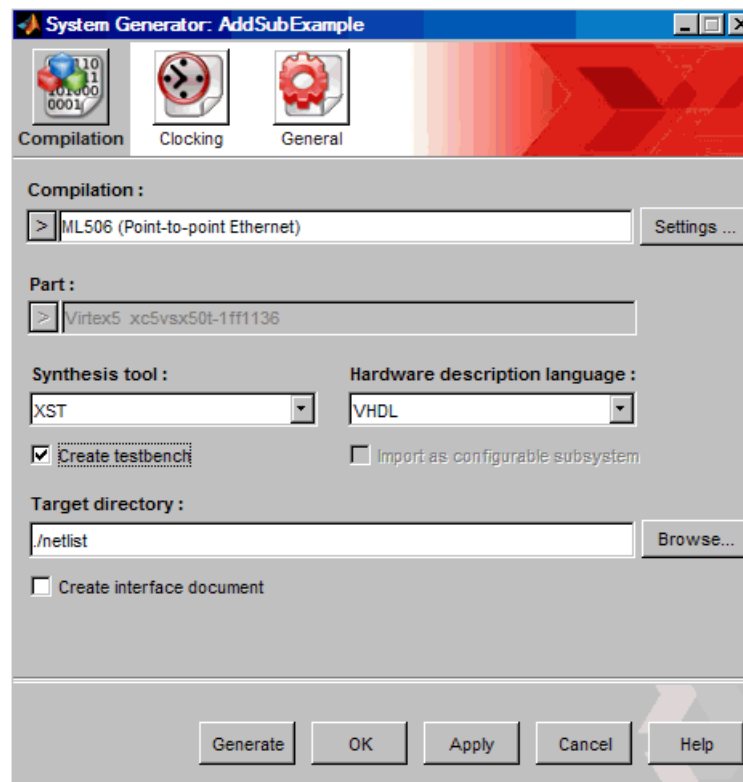 System Generator: AddSubExample
Compilation
Clocking
General
Compilation :
> ML506 (Point-to-point Ethernet) Settings ...
Part :
> Virtex5 xc5vsx50t-1ff1136
Synthesis tool : Hardware description language :
XST VHDL
Create testbench Import as configurable subsystem
Target directory :
./netlist Browse...
Create interface document
Generate OK Apply Cancel Help